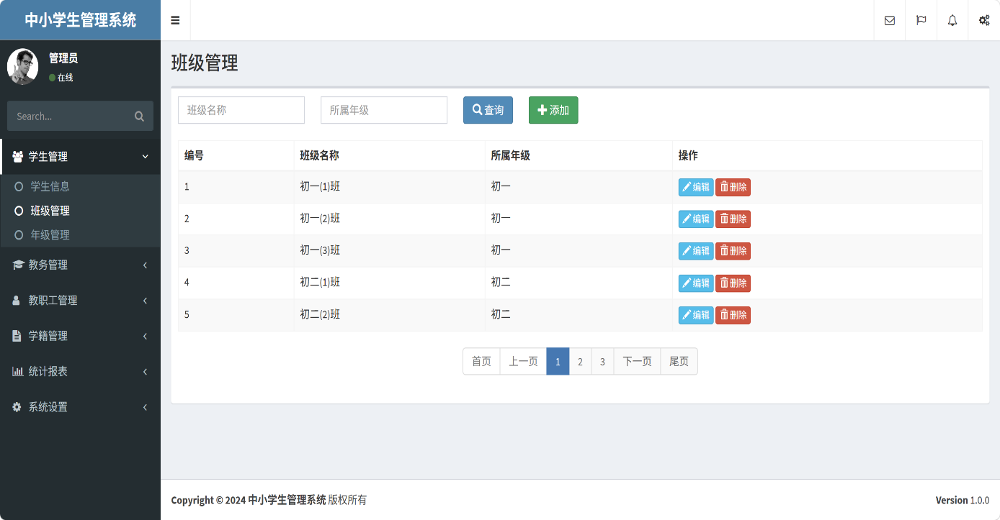 中小学生管理系统
管理员
在线
Search...
学生管理
学生信息
班级管理
年级管理
教务管理
教职工管理
学籍管理
统计报表
系统设置
班级管理
班级名称 所属年级 查询 添加
编号 班级名称 所属年级 操作
1 初一(1)班 初一 编辑 删除
2 初一(2)班 初一 编辑 删除
3 初一(3)班 初一 编辑 删除
4 初二(1)班 初二 编辑 删除
5 初二(2)班 初二 编辑 删除
首页 上一页 1 2 3 下一页 尾页
Copyright © 2024 中小学生管理系统 版权所有 Version 1.0.0